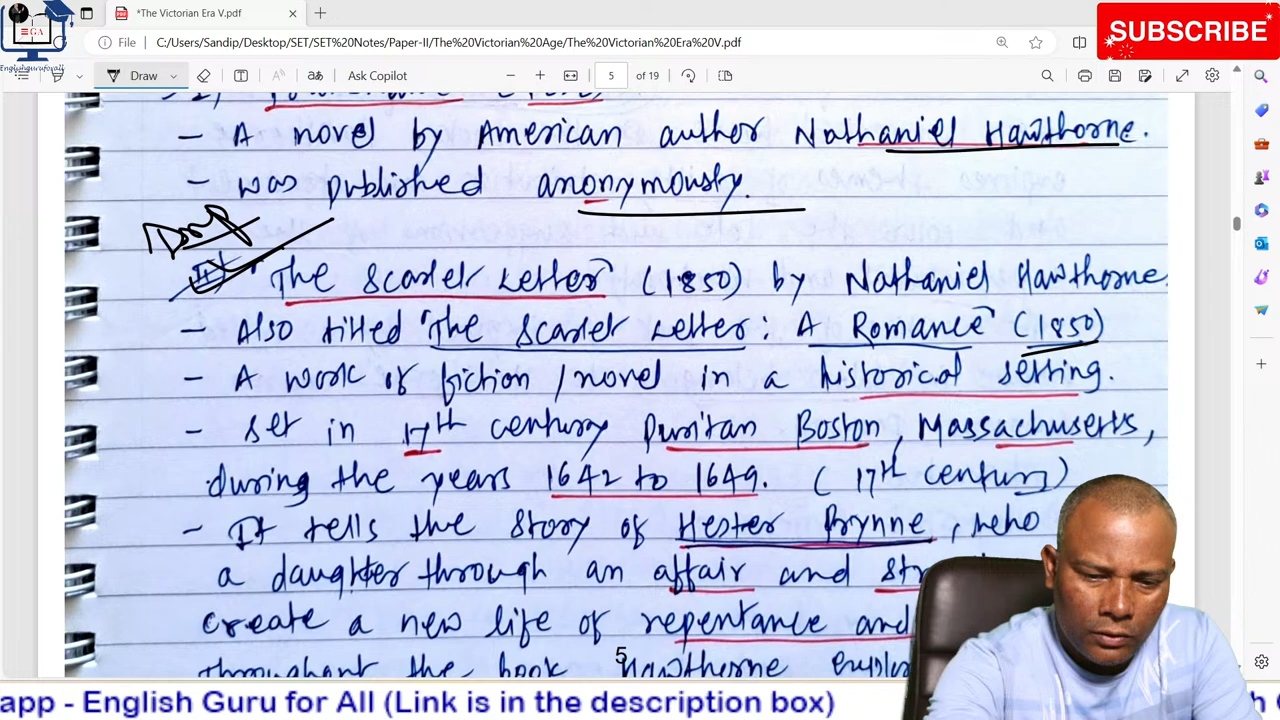 *The Victorian Era V.pdf
SUBSCRIBE
EGA
Englishguruforall
File
C:/Users/Sandip/Desktop/SET/SET%20Notes/Paper-II/The%20Victorian%20Age/The%20Victorian%20Era%20V.pdf
Draw
Ask Copilot
5 of 19
- A novel by American author Nathaniel Hawthorne.
- was published anonymously.
"The Scarlet Letter" (1850) by Nathaniel Hawthorne.
- Also titled "The Scarlet Letter: A Romance" (1850)
- A work of fiction / novel in a historical setting.
- Set in 17th century Puritan Boston, Massachusetts,
during the years 1642 to 1649. (17th century)
- It tells the story of Hester Prynne, who
a daughter through an affair and
create a new life of repentance and
throughout the book Hawthorne
5
app - English Guru for All (Link is in the description box)